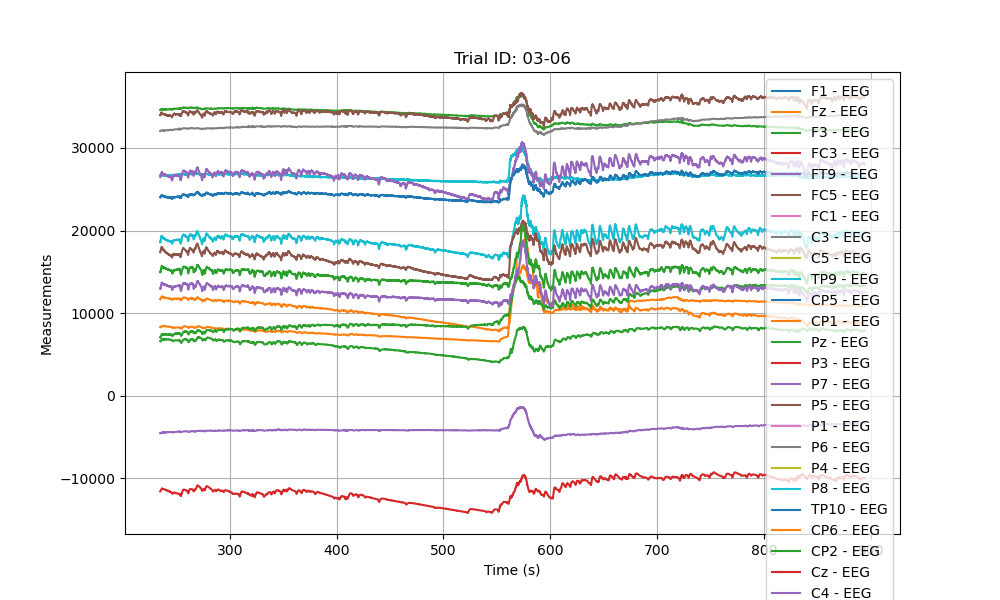 Trial ID: 03-06
Measurements
30000
20000
10000
0
−10000
300
400
500
600
700
Time (s)
F1 - EEG
Fz - EEG
F3 - EEG
FC3 - EEG
FT9 - EEG
FC5 - EEG
FC1 - EEG
C3 - EEG
C5 - EEG
TP9 - EEG
CP5 - EEG
CP1 - EEG
Pz - EEG
P3 - EEG
P7 - EEG
P5 - EEG
P1 - EEG
P6 - EEG
P4 - EEG
P8 - EEG
TP10 - EEG
CP6 - EEG
CP2 - EEG
Cz - EEG
C4 - EEG